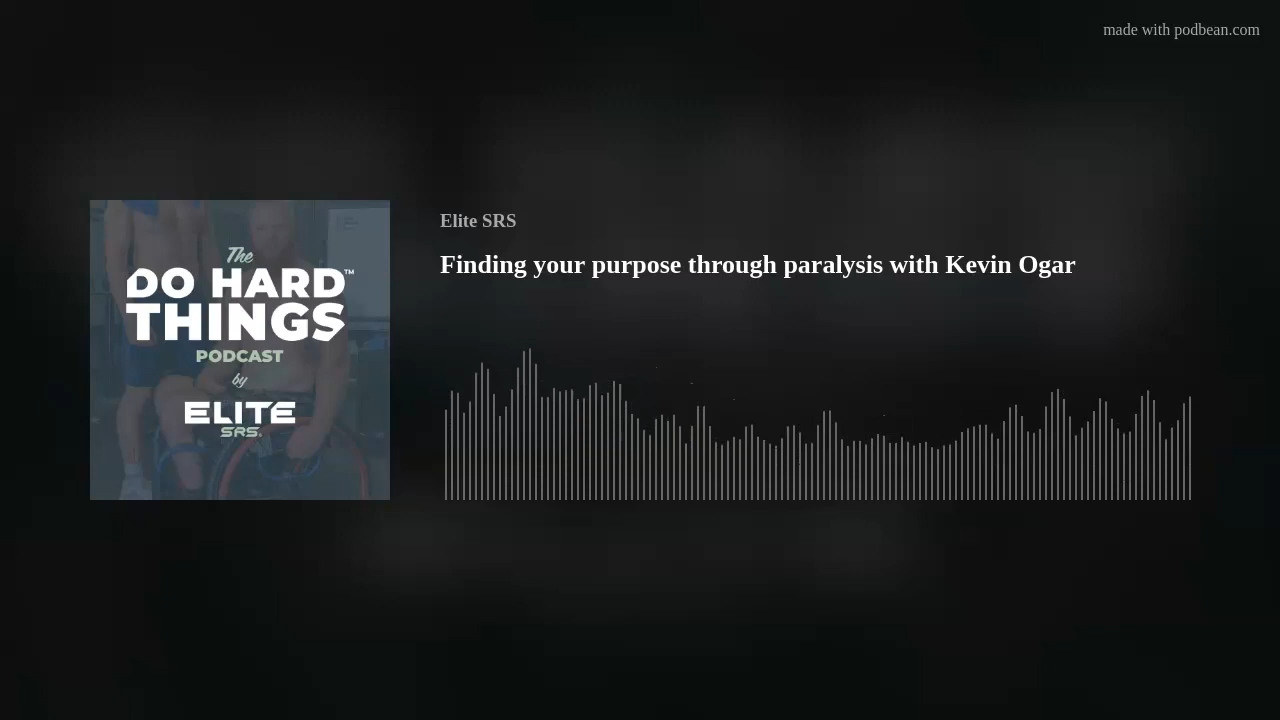 made with podbean.com
The
DO HARD™
THINGS
PODCAST
by
ELITE
SRS®
Elite SRS
Finding your purpose through paralysis with Kevin Ogar